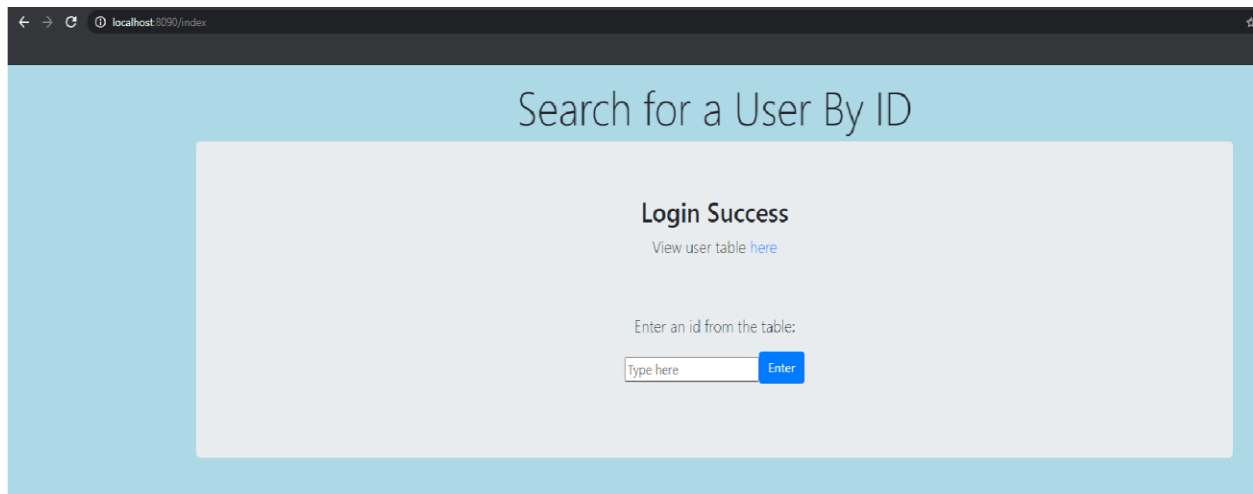 localhost:8090/index
Search for a User By ID
Login Success
View user table here
Enter an id from the table:
Type here
Enter